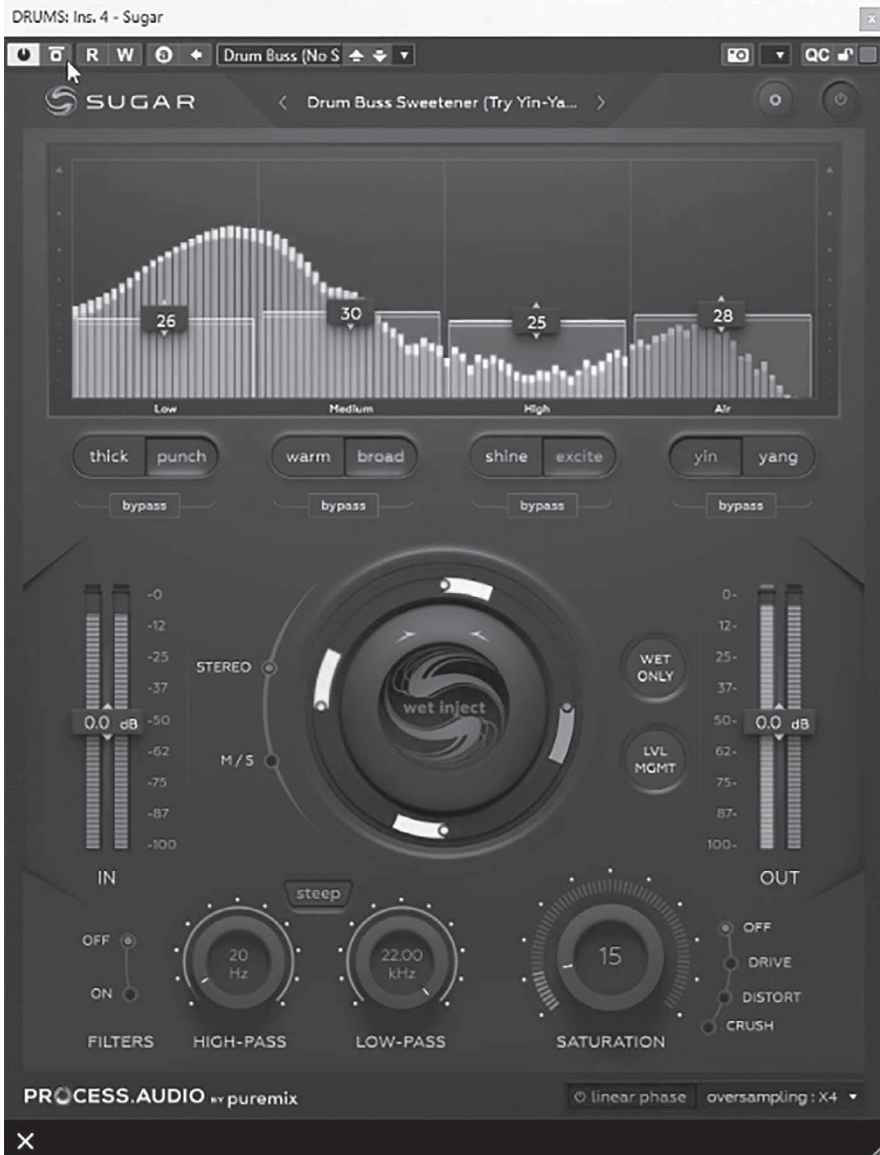 DRUMS: Ins. 4 - Sugar x
R W a Drum Buss (No S QC
SUGAR < Drum Buss Sweetener (Try Yin-Ya... >
26 30 25 28
Low Medium High Air
thick punch warm broad shine excite yin yang
bypass bypass bypass bypass
-0 0-
-12 12-
-25 STEREO WET ONLY 25-
-37 37-
0.0 dB -50 wet inject 50- 0.0 dB
-62 M/S LVL MGMT 62-
-75 75-
-87 87-
-100 100-
IN OUT
steep
OFF 20 Hz 22.00 kHz 15 OFF
DRIVE
ON DISTORT
CRUSH
FILTERS HIGH-PASS LOW-PASS SATURATION
PROCESS.AUDIO BY puremix linear phase oversampling : X4